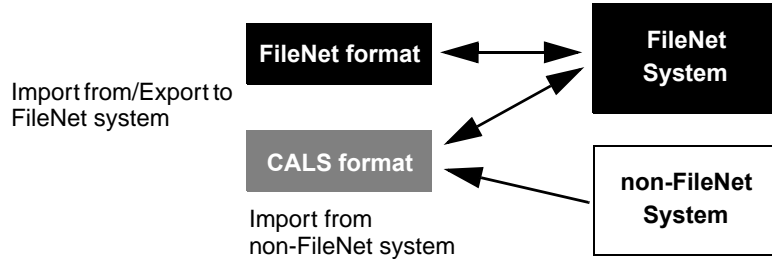 FileNet format
FileNet
System
Import from/Export to
FileNet system
CALS format
non-FileNet
System
Import from
non-FileNet system